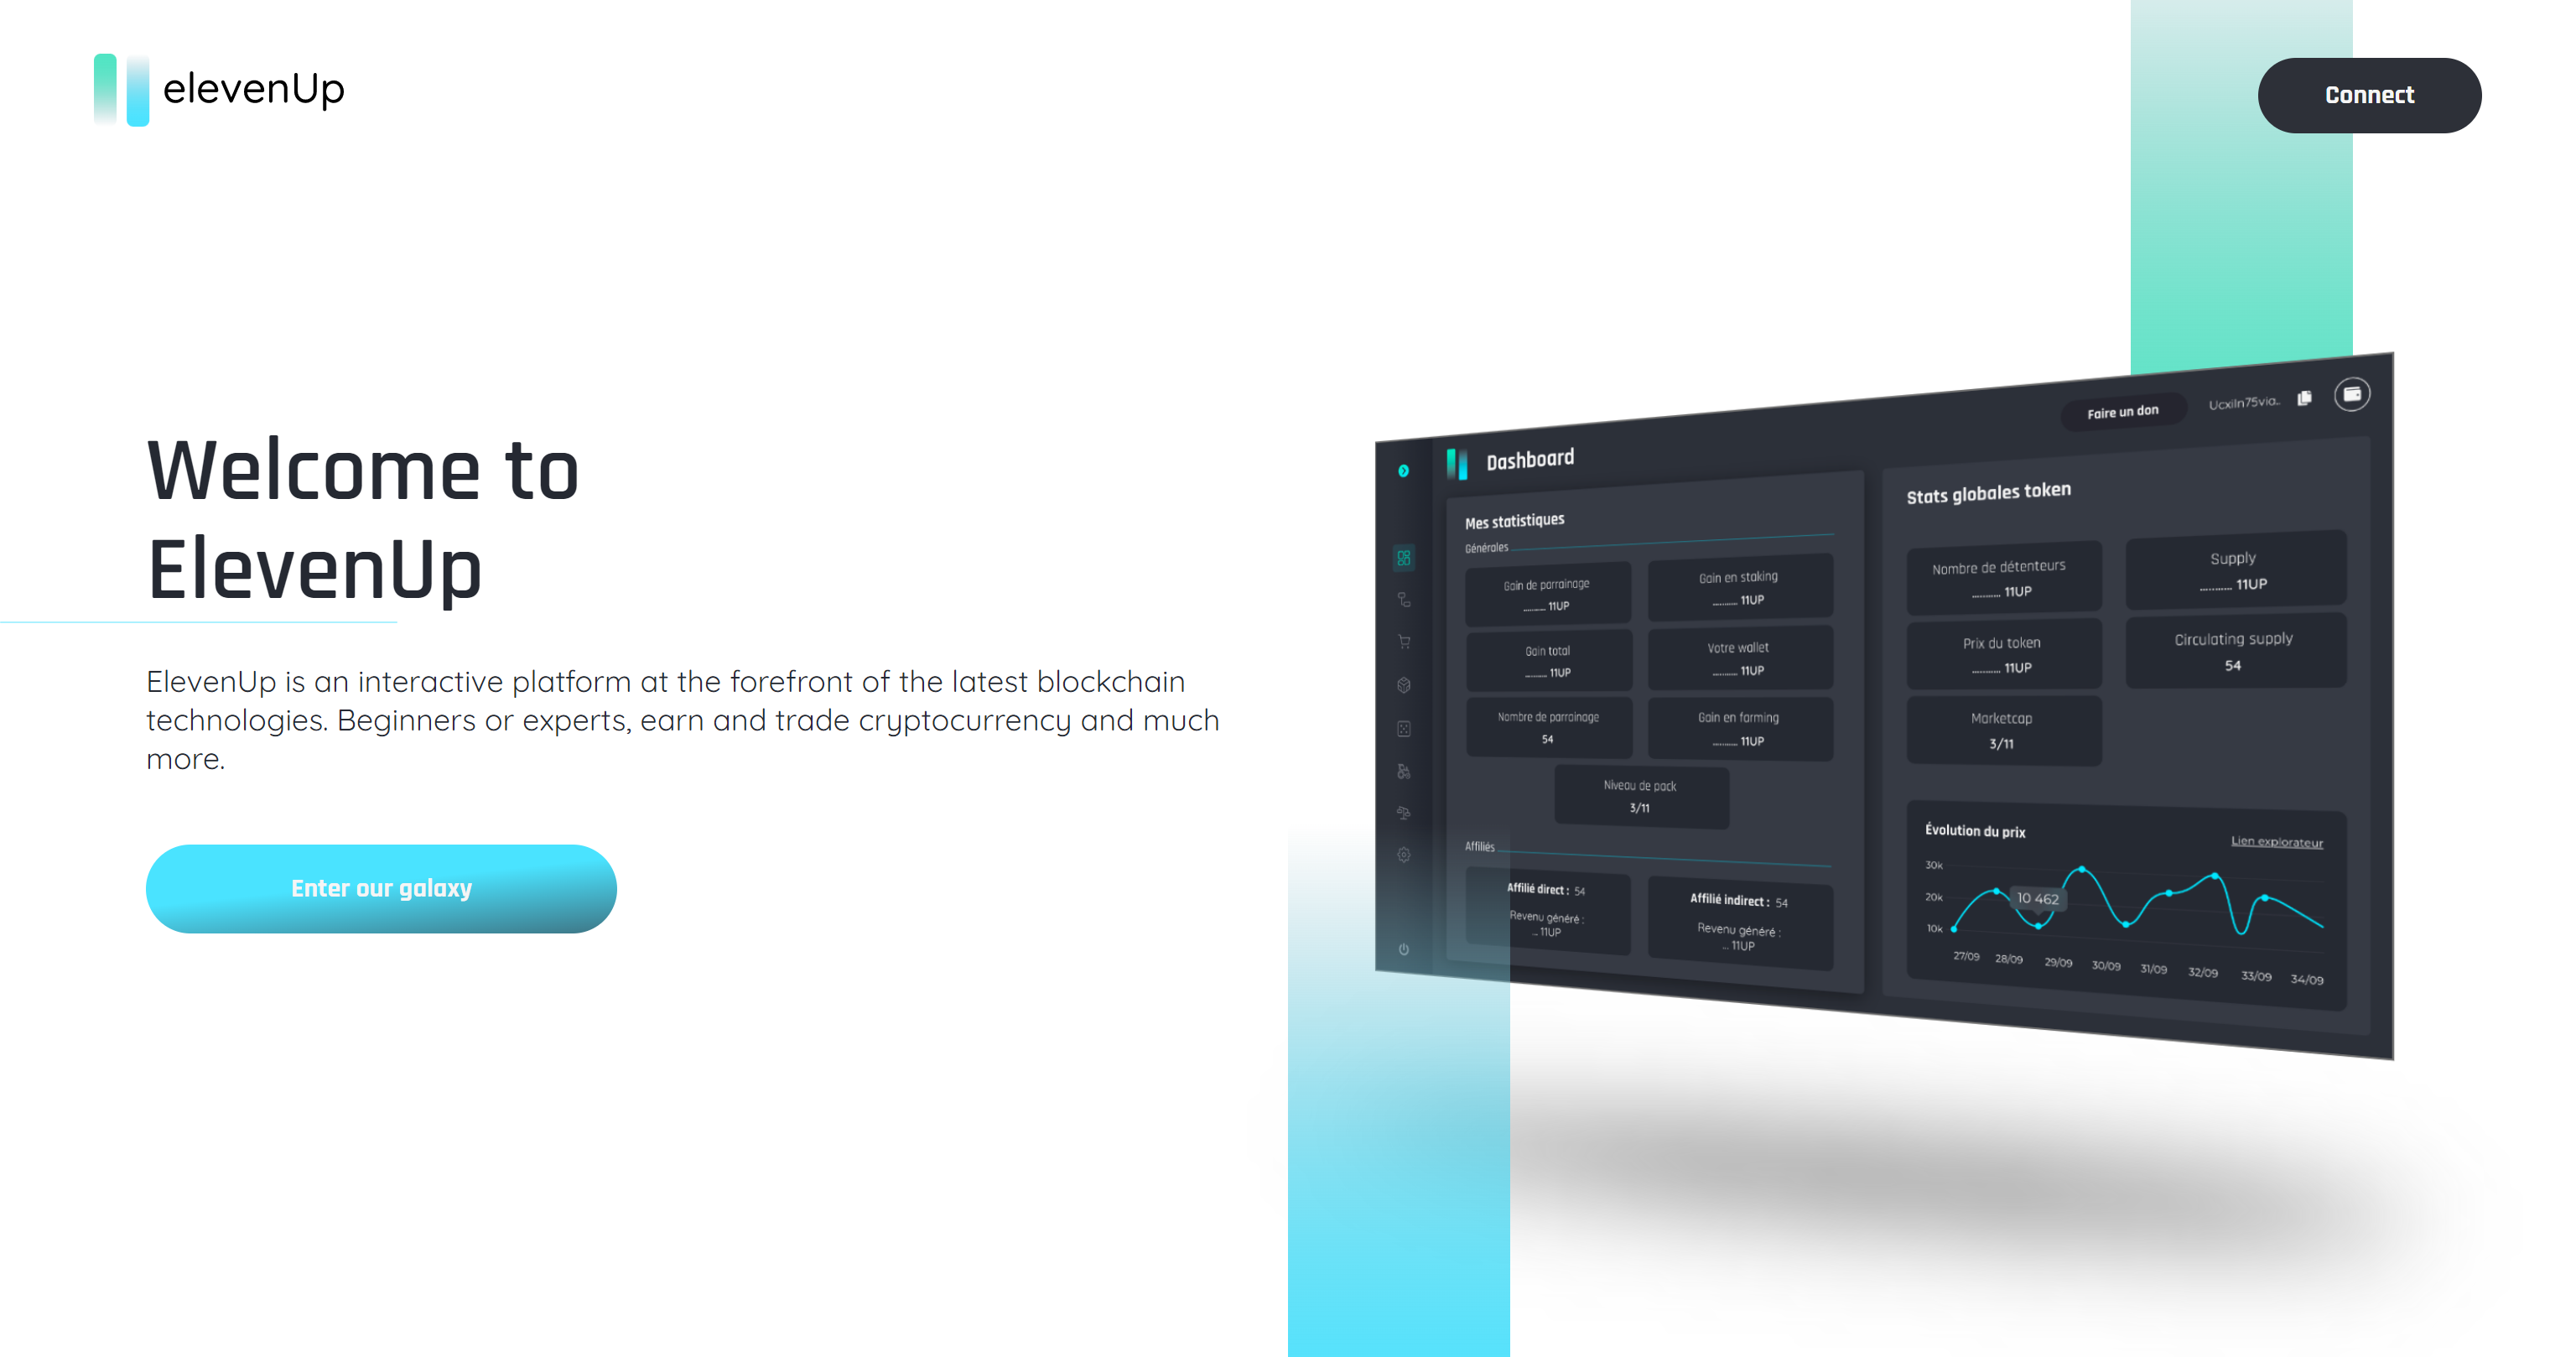 elevenUp
Connect
Welcome to
ElevenUp
ElevenUp is an interactive platform at the forefront of the latest blockchain
technologies. Beginners or experts, earn and trade cryptocurrency and much
more.
Enter our galaxy
Dashboard
Faire un don
Ucxiln75via..
Mes statistiques
Générales
Gain de parrainage
........... 11UP
Gain en staking
........... 11UP
Gain total
........... 11UP
Votre wallet
........... 11UP
Nombre de parrainage
54
Gain en farming
........... 11UP
Niveau de pack
3/11
Affiliés
Affilié direct : 54
Revenu généré :
... 11UP
Affilié indirect : 54
Revenu généré :
... 11UP
Stats globales token
Nombre de détenteurs
........... 11UP
Supply
........... 11UP
Prix du token
........... 11UP
Circulating supply
54
Marketcap
3/11
Évolution du prix
Lien explorateur
30k
20k
10k
10 462
27/09 28/09 29/09 30/09 31/09 32/09 33/09 34/09